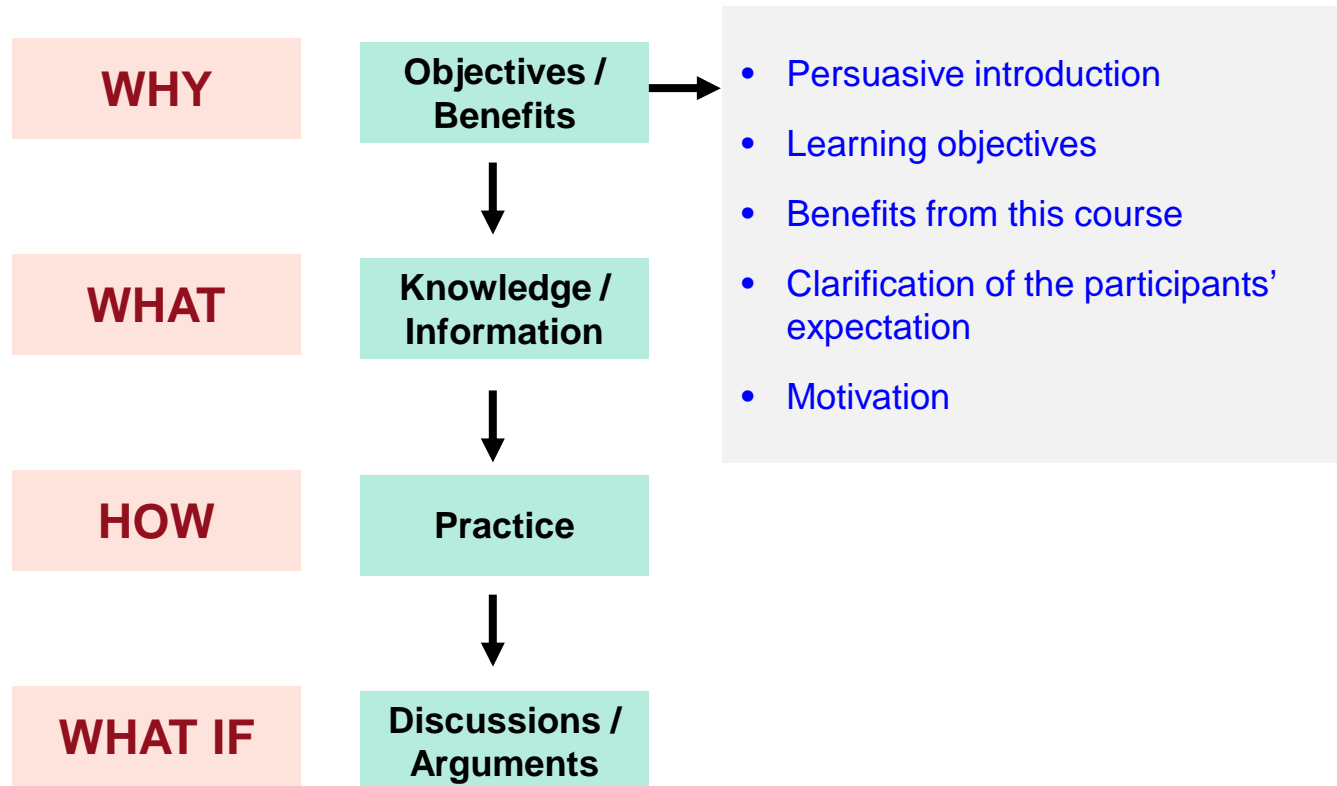 WHY
Objectives /
Benefits
• Persuasive introduction
• Learning objectives
• Benefits from this course
• Clarification of the participants’
expectation
• Motivation
WHAT
Knowledge /
Information
HOW
Practice
WHAT IF
Discussions /
Arguments